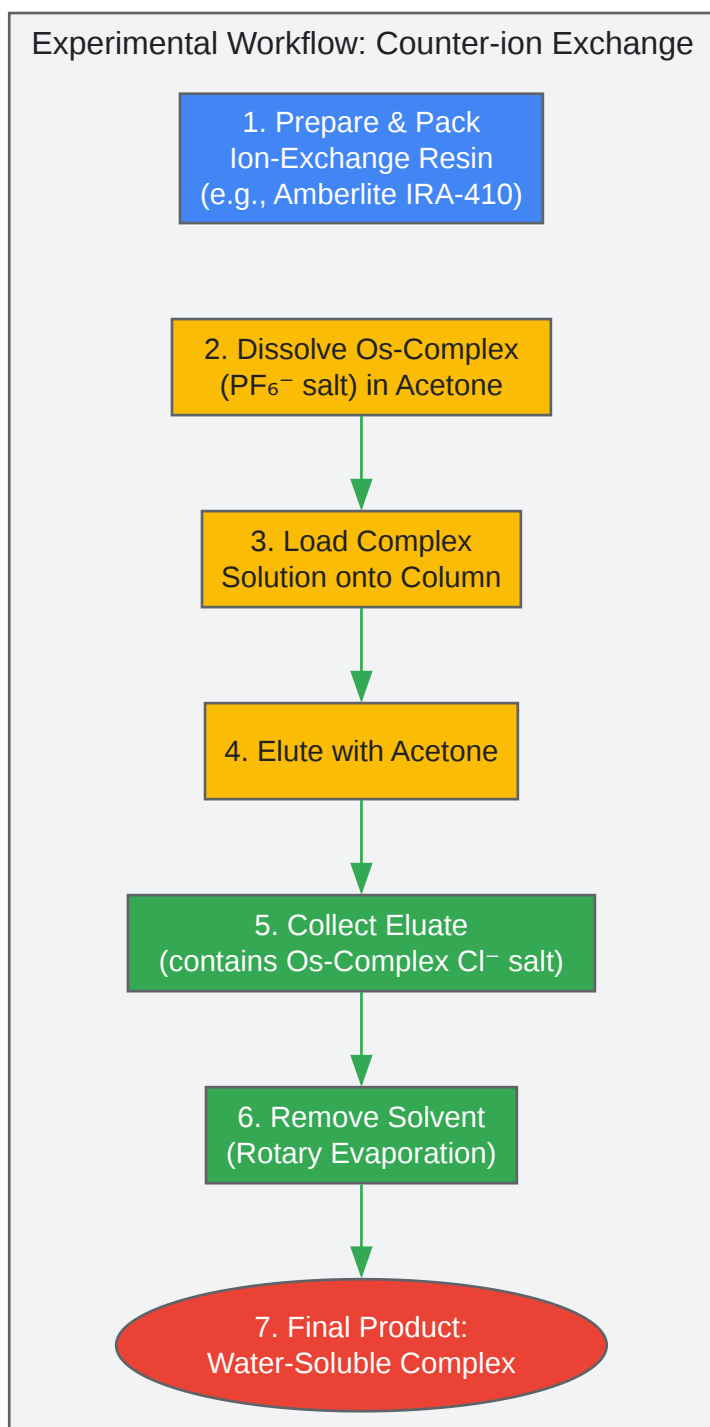 Experimental Workflow: Counter-ion Exchange
1. Prepare & Pack
Ion-Exchange Resin
(e.g., Amberlite IRA-410)
2. Dissolve Os-Complex
(PF₆⁻ salt) in Acetone
3. Load Complex
Solution onto Column
4. Elute with Acetone
5. Collect Eluate
(contains Os-Complex Cl⁻ salt)
6. Remove Solvent
(Rotary Evaporation)
7. Final Product:
Water-Soluble Complex